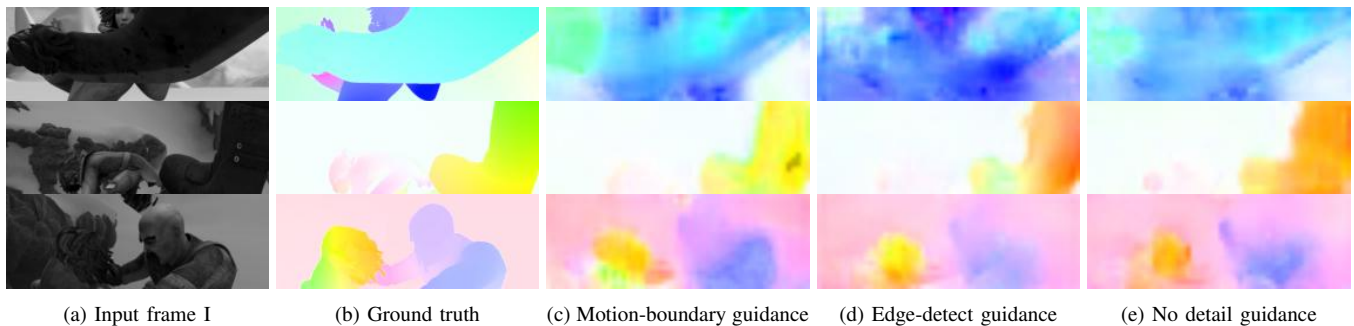 (a) Input frame I
(b) Ground truth
(c) Motion-boundary guidance
(d) Edge-detect guidance
(e) No detail guidance